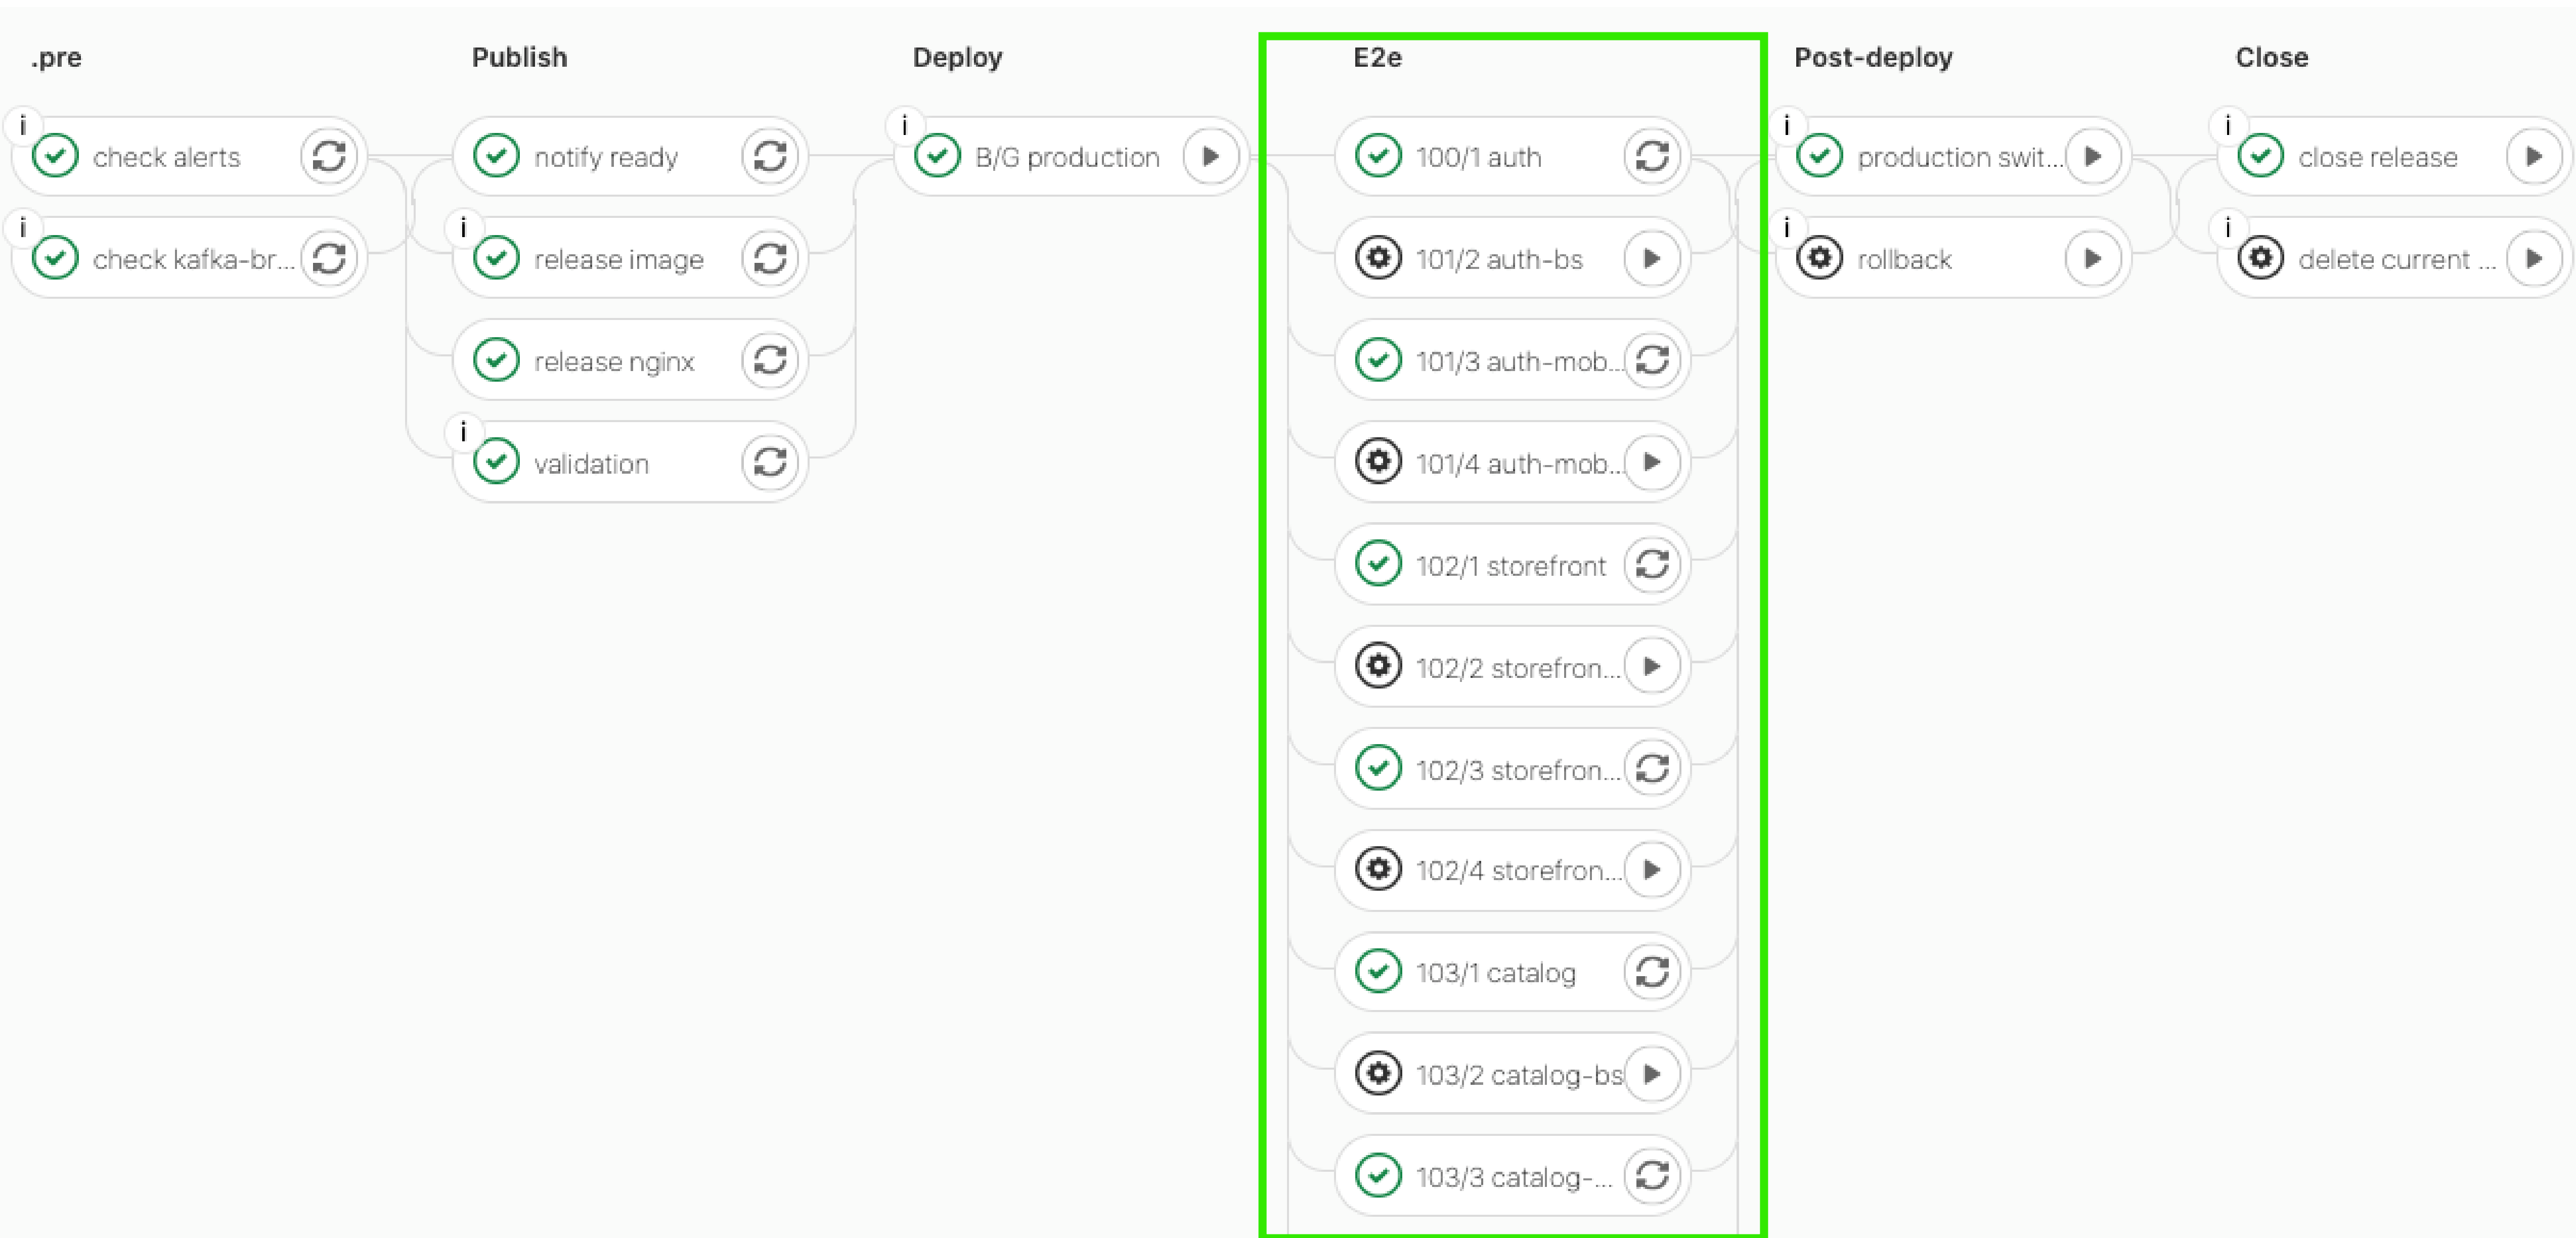 .pre
i
check alerts
i
check kafka-br...
Publish
notify ready
i
release image
release nginx
i
validation
Deploy
i
B/G production
E2e
100/1 auth
101/2 auth-bs
101/3 auth-mob...
101/4 auth-mob...
102/1 storefront
102/2 storefron...
102/3 storefron...
102/4 storefron...
103/1 catalog
103/2 catalog-bs
103/3 catalog-...
Post-deploy
i
production swit...
i
rollback
Close
i
close release
i
delete current ...